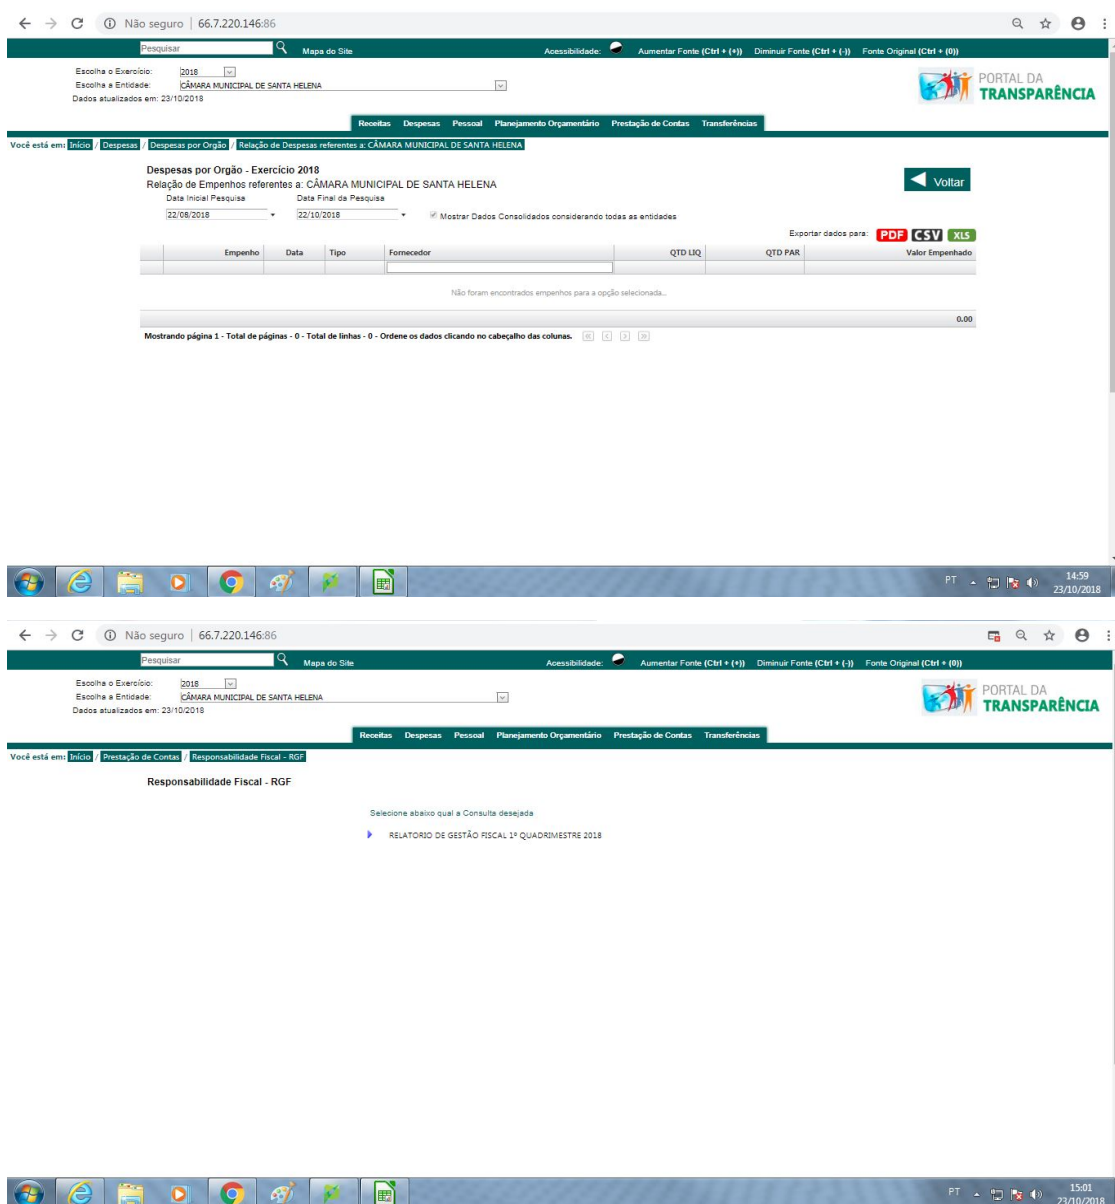 Não seguro | 66.7.220.146:86
Pesquisar Mapa do Site Acessibilidade: Aumentar Fonte (Ctrl + (+)) Diminuir Fonte (Ctrl + (-)) Fonte Original (Ctrl + (0))
Escolha o Exercício: 2018
Escolha a Entidade: CÂMARA MUNICIPAL DE SANTA HELENA
Dados atualizados em: 23/10/2018
PORTAL DA
TRANSPARÊNCIA
Receitas Despesas Pessoal Planejamento Orçamentário Prestação de Contas Transferências
Você está em: Início / Despesas / Despesas por Orgão / Relação de Despesas referentes a: CÂMARA MUNICIPAL DE SANTA HELENA
Despesas por Orgão - Exercício 2018
Relação de Empenhos referentes a: CÂMARA MUNICIPAL DE SANTA HELENA
Voltar
Data Inicial Pesquisa Data Final da Pesquisa
22/08/2018 22/10/2018 Mostrar Dados Consolidados considerando todas as entidades
Exportar dados para: PDF CSV XLS
Empenho Data Tipo Fornecedor QTD LIQ QTD PAR Valor Empenhado
Não foram encontrados empenhos para a opção selecionada...
0.00
Mostrando página 1 - Total de páginas - 0 - Total de linhas - 0 - Ordene os dados clicando no cabeçalho das colunas.
PT 14:59
23/10/2018
Não seguro | 66.7.220.146:86
Pesquisar Mapa do Site Acessibilidade: Aumentar Fonte (Ctrl + (+)) Diminuir Fonte (Ctrl + (-)) Fonte Original (Ctrl + (0))
Escolha o Exercício: 2018
Escolha a Entidade: CÂMARA MUNICIPAL DE SANTA HELENA
Dados atualizados em: 23/10/2018
PORTAL DA
TRANSPARÊNCIA
Receitas Despesas Pessoal Planejamento Orçamentário Prestação de Contas Transferências
Você está em: Início / Prestação de Contas / Responsabilidade Fiscal - RGF
Responsabilidade Fiscal - RGF
Selecione abaixo qual a Consulta desejada
RELATORIO DE GESTÃO FISCAL 1º QUADRIMESTRE 2018
PT 15:01
23/10/2018